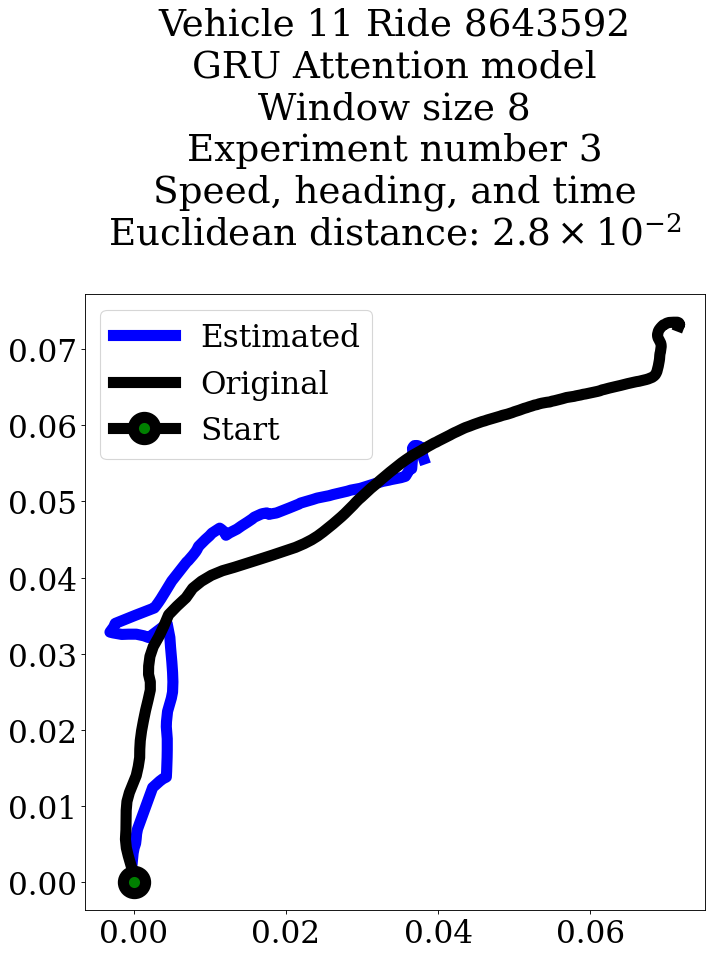 Vehicle 11 Ride 8643592
GRU Attention model
Window size 8
Experiment number 3
Speed, heading, and time
Euclidean distance: 2.8 × 10⁻²
Estimated
Original
Start
0.07
0.06
0.05
0.04
0.03
0.02
0.01
0.00
0.00 0.02 0.04 0.06